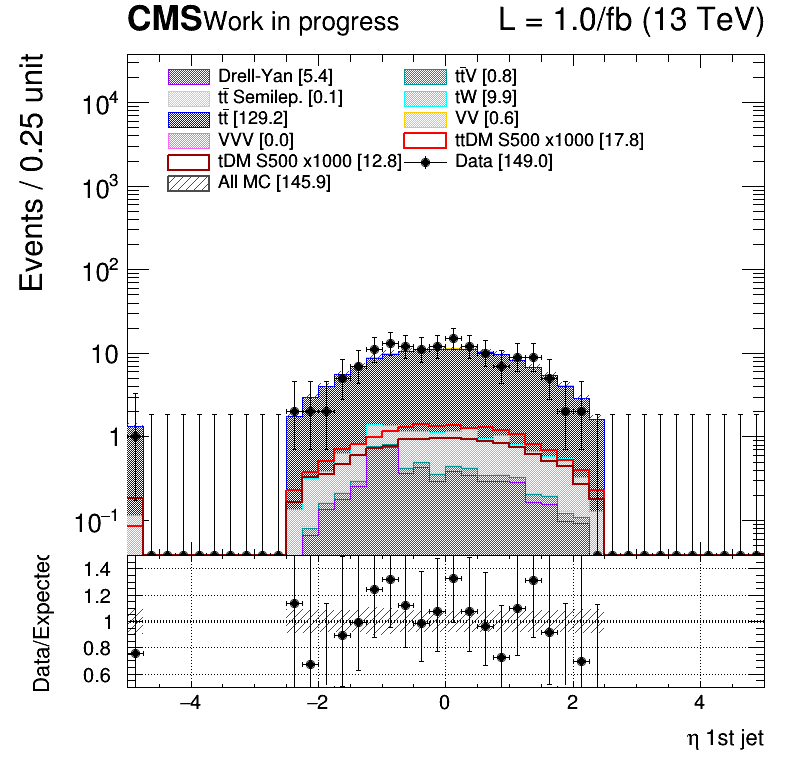 CMS Work in progress L = 1.0/fb (13 TeV)
Events / 0.25 unit
Drell-Yan [5.4] tt̄V [0.8]
tt̄ Semilep. [0.1] tW [9.9]
tt̄ [129.2] VV [0.6]
VVV [0.0] ttDM S500 x1000 [17.8]
tDM S500 x1000 [12.8] Data [149.0]
All MC [145.9]
10⁴
10³
10²
10
1
10⁻¹
Data/Expected
1.4
1.2
1
0.8
0.6
−4 −2 0 2 4
η 1st jet